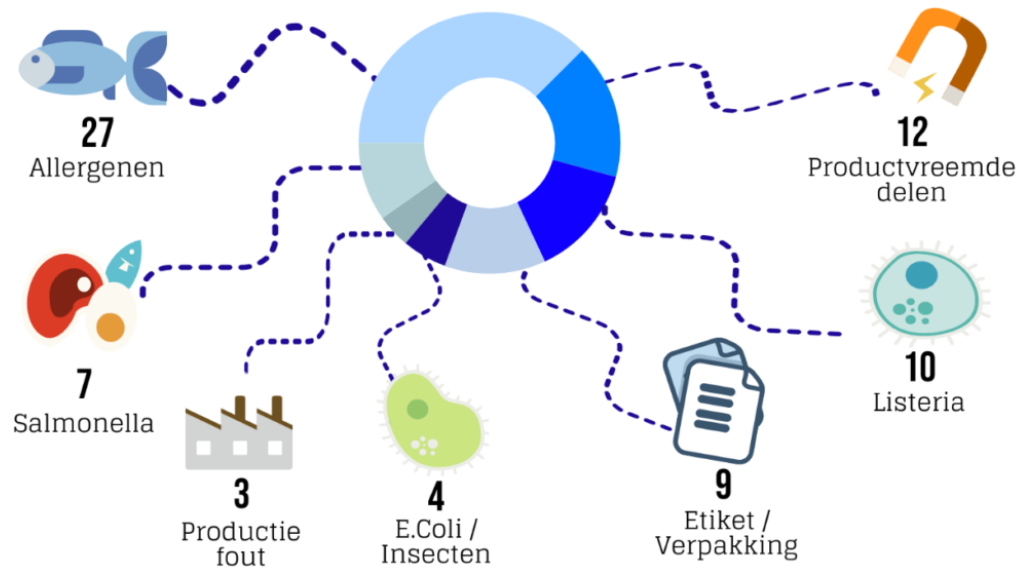 27
Allergenen
12
Productvreemde
delen
7
Salmonella
10
Listeria
3
Productie
fout
4
E.Coli /
Insecten
9
Etiket /
Verpakking